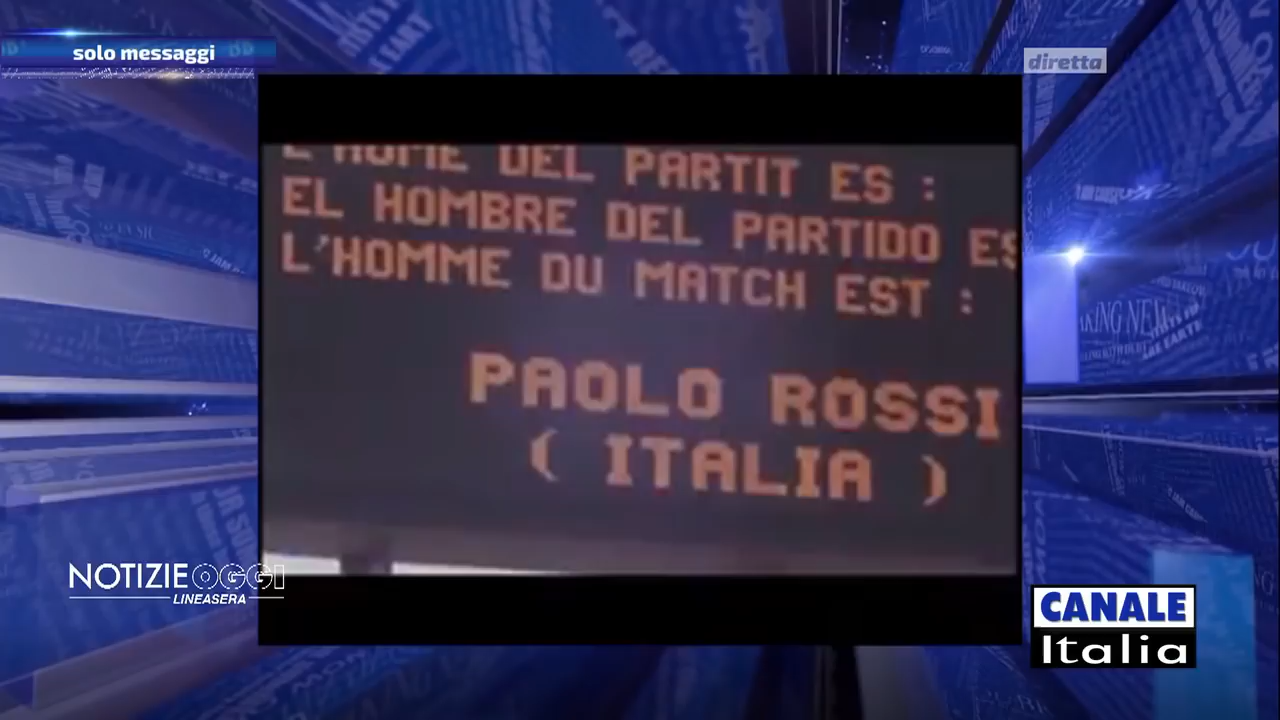 solo messaggi
diretta
L'HOME DEL PARTIT ES :
EL HOMBRE DEL PARTIDO ES
L'HOMME DU MATCH EST :
PAOLO ROSSI
( ITALIA )
NOTIZIE OGGI
LINEASERA
CANALE
Italia